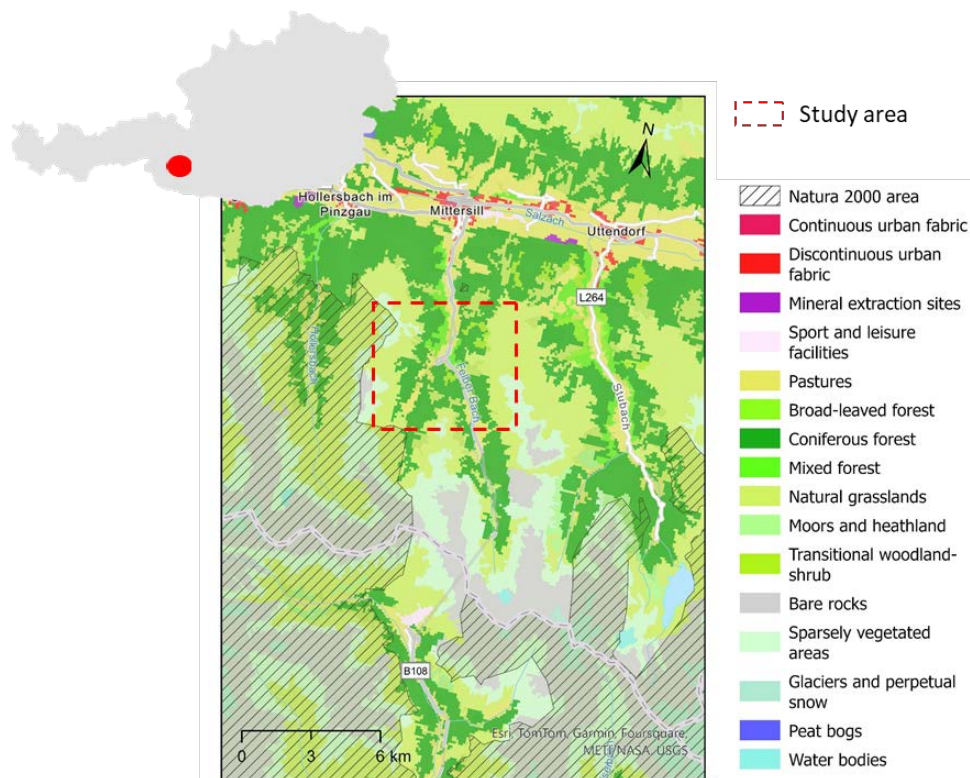 Study area
N
Hollersbach im
Pinzgau
Mittersill
Salzach
Uttendorf
L264
Hollersbach
Felber Bach
Stubach
B108
0 3 6 km
Esri, TomTom, Garmin, Foursquare,
METI/NASA, USGS
Natura 2000 area
Continuous urban fabric
Discontinuous urban
fabric
Mineral extraction sites
Sport and leisure
facilities
Pastures
Broad-leaved forest
Coniferous forest
Mixed forest
Natural grasslands
Moors and heathland
Transitional woodland-
shrub
Bare rocks
Sparsely vegetated
areas
Glaciers and perpetual
snow
Peat bogs
Water bodies